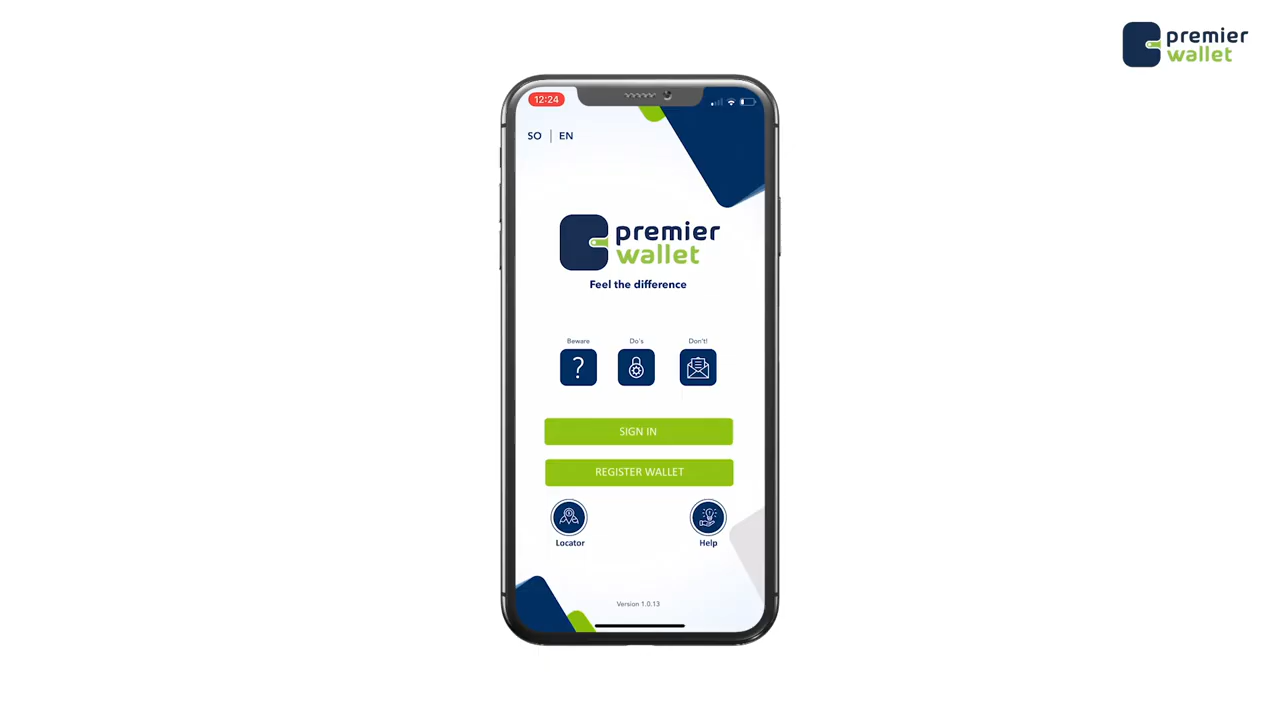 premier
wallet
12:24
SO | EN
premier
wallet
Feel the difference
Beware
Do's
Don't!
?
SIGN IN
REGISTER WALLET
Locator
Help
Version 1.0.13